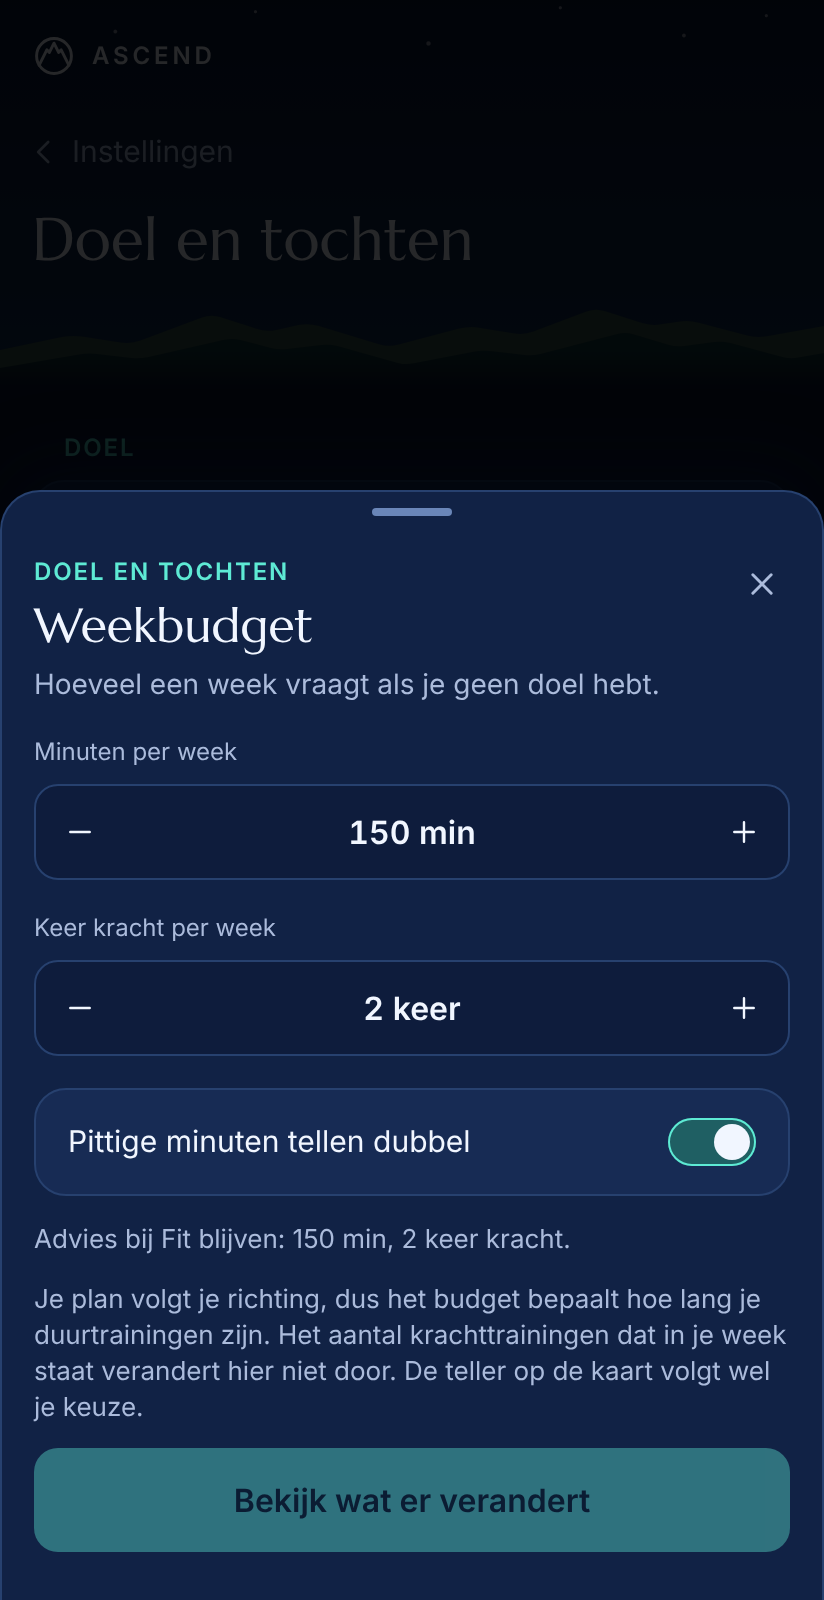 ASCEND
Instellingen
Doel en tochten
DOEL
DOEL EN TOCHTEN
Weekbudget
Hoeveel een week vraagt als je geen doel hebt.
Minuten per week
150 min
Keer kracht per week
2 keer
Pittige minuten tellen dubbel
Advies bij Fit blijven: 150 min, 2 keer kracht.
Je plan volgt je richting, dus het budget bepaalt hoe lang je
duurtrainingen zijn. Het aantal krachttrainingen dat in je week
staat verandert hier niet door. De teller op de kaart volgt wel
je keuze.
Bekijk wat er verandert